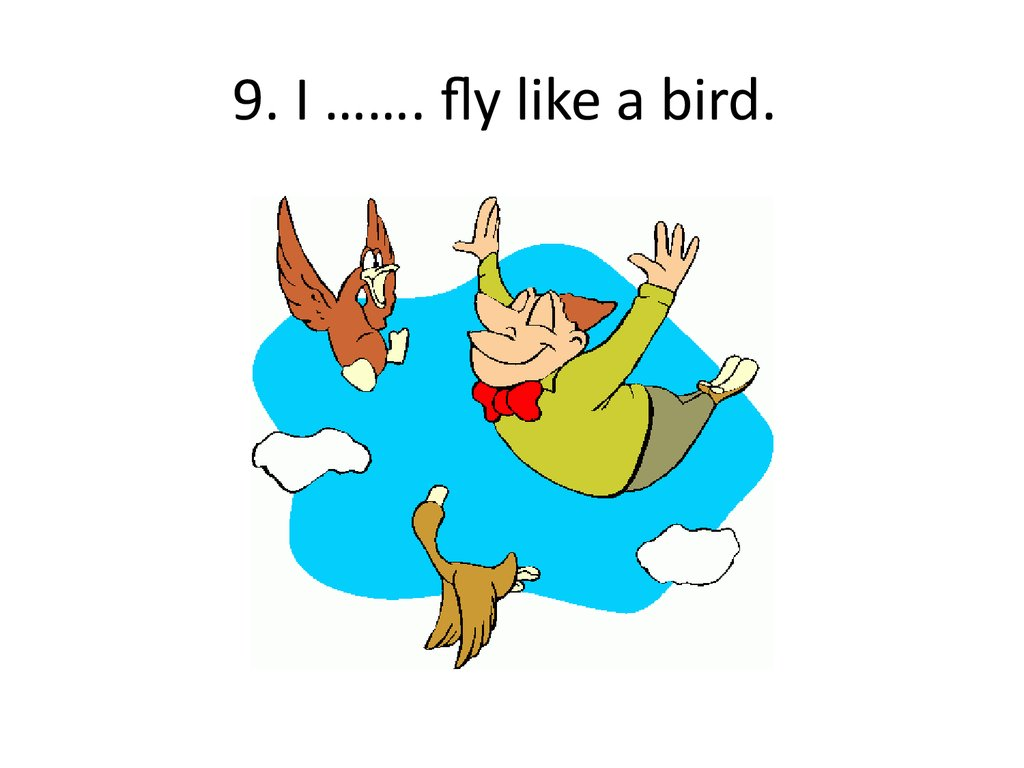 9. I ……. fly like a bird.